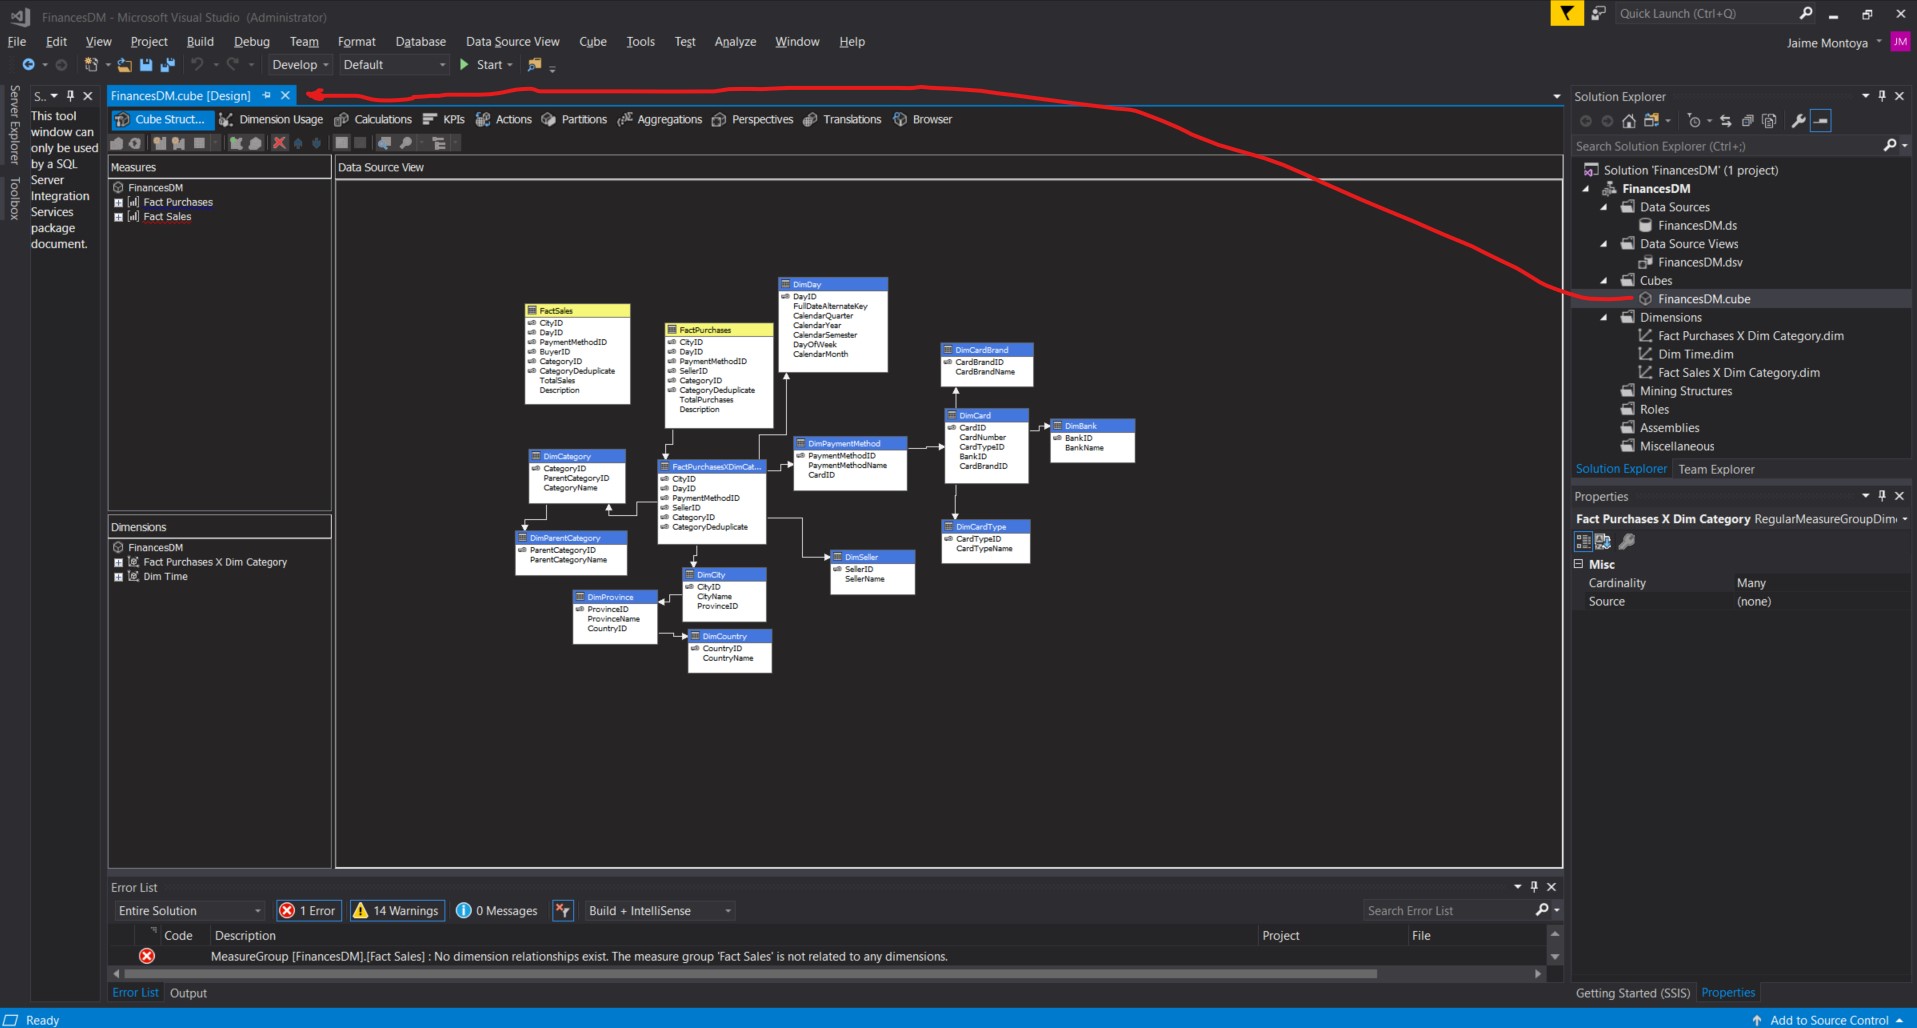 FinancesDM - Microsoft Visual Studio (Administrator)
Quick Launch (Ctrl+Q)
File Edit View Project Build Debug Team Format Database Data Source View Cube Tools Test Analyze Window Help
Jaime Montoya JM
Develop Default Start
Server Explorer
Toolbox
S..
This tool
window can
only be used
by a SQL
Server
Integration
Services
package
document.
FinancesDM.cube [Design]
Cube Struct... Dimension Usage Calculations KPIs Actions Partitions Aggregations Perspectives Translations Browser
Measures
FinancesDM
Fact Purchases
Fact Sales
Dimensions
FinancesDM
Fact Purchases X Dim Category
Dim Time
Data Source View
DimDay
DayID
FullDateAlternateKey
CalendarQuarter
CalendarYear
CalendarSemester
DayOfWeek
CalendarMonth
FactSales
CityID
DayID
PaymentMethodID
BuyerID
CategoryID
CategoryDeduplicate
TotalSales
Description
FactPurchases
CityID
DayID
PaymentMethodID
SellerID
CategoryID
CategoryDeduplicate
TotalPurchases
Description
DimCardBrand
CardBrandID
CardBrandName
DimCard
CardID
CardNumber
CardTypeID
BankID
CardBrandID
DimBank
BankID
BankName
DimPaymentMethod
PaymentMethodID
PaymentMethodName
CardID
DimCategory
CategoryID
ParentCategoryID
CategoryName
FactPurchasesXDimCat...
CityID
DayID
PaymentMethodID
SellerID
CategoryID
CategoryDeduplicate
DimParentCategory
ParentCategoryID
ParentCategoryName
DimCardType
CardTypeID
CardTypeName
DimSeller
SellerID
SellerName
DimCity
CityID
CityName
ProvinceID
DimProvince
ProvinceID
ProvinceName
CountryID
DimCountry
CountryID
CountryName
Solution Explorer
Search Solution Explorer (Ctrl+;)
Solution 'FinancesDM' (1 project)
FinancesDM
Data Sources
FinancesDM.ds
Data Source Views
FinancesDM.dsv
Cubes
FinancesDM.cube
Dimensions
Fact Purchases X Dim Category.dim
Dim Time.dim
Fact Sales X Dim Category.dim
Mining Structures
Roles
Assemblies
Miscellaneous
Solution Explorer Team Explorer
Properties
Fact Purchases X Dim Category RegularMeasureGroupDime
Misc
Cardinality Many
Source (none)
Getting Started (SSIS) Properties
Error List
Entire Solution 1 Error 14 Warnings 0 Messages Build + IntelliSense Search Error List
Code Description Project File
MeasureGroup [FinancesDM].[Fact Sales] : No dimension relationships exist. The measure group 'Fact Sales' is not related to any dimensions.
Error List Output
Ready Add to Source Control